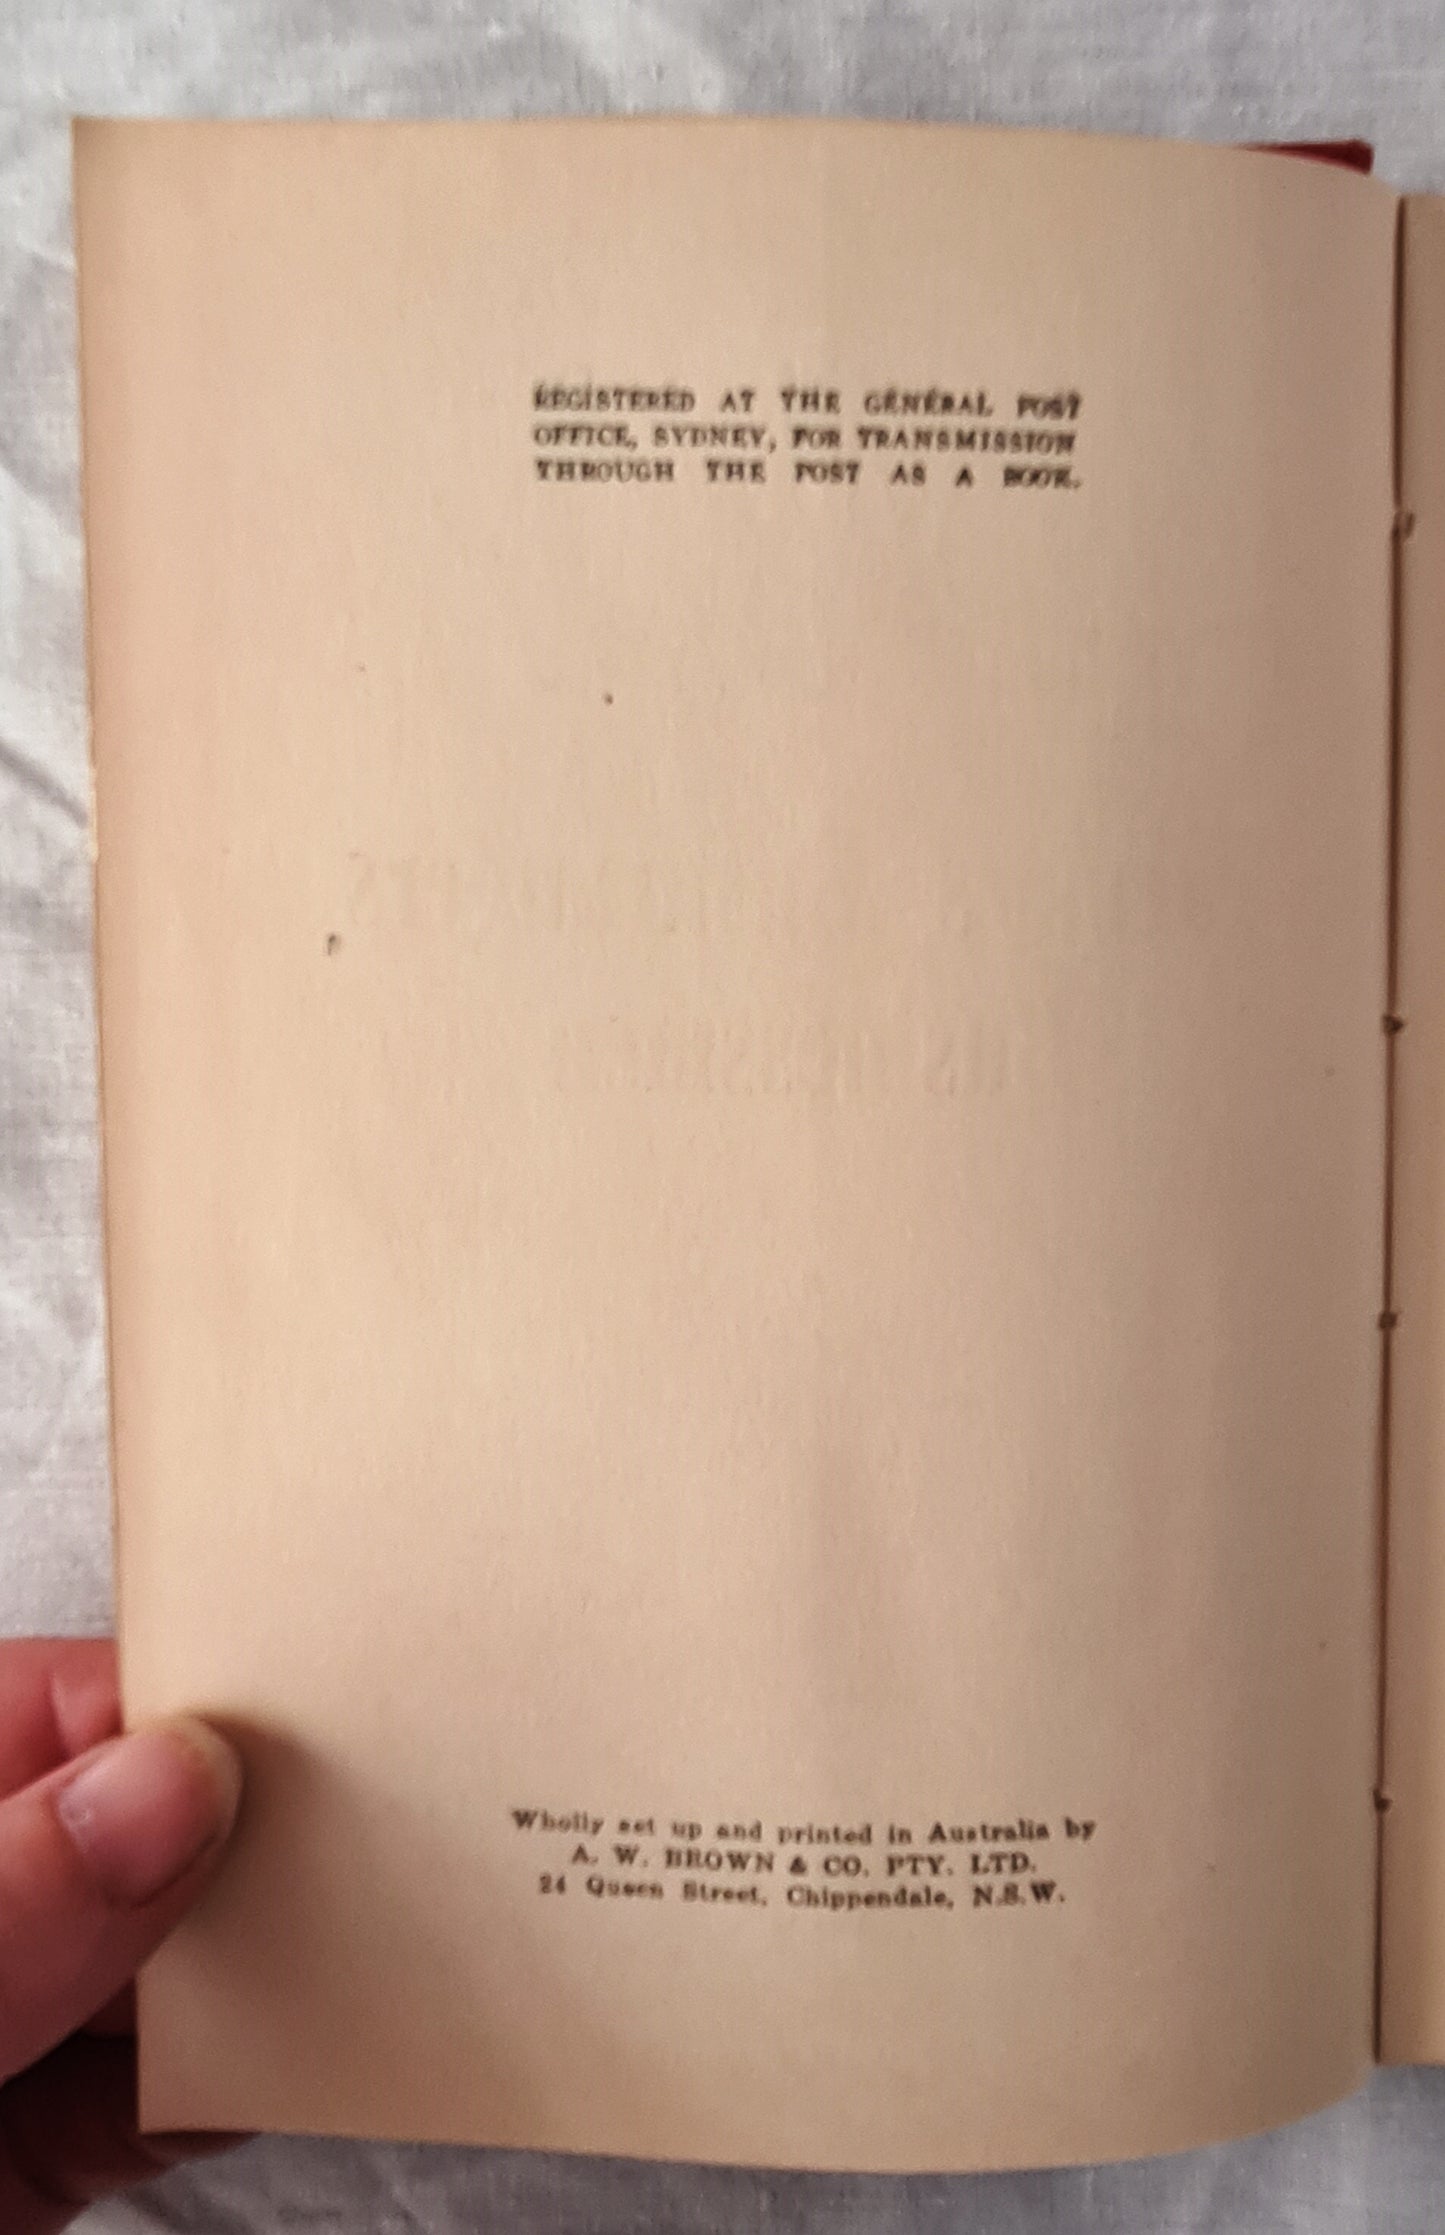 REGISTERED AT THE GENERAL POST
OFFICE, SYDNEY, FOR TRANSMISSION
THROUGH THE POST AS A BOOK.
Wholly set up and printed in Australia by
A. W. BROWN & CO. PTY. LTD.
24 Queen Street, Chippendale, N.S.W.